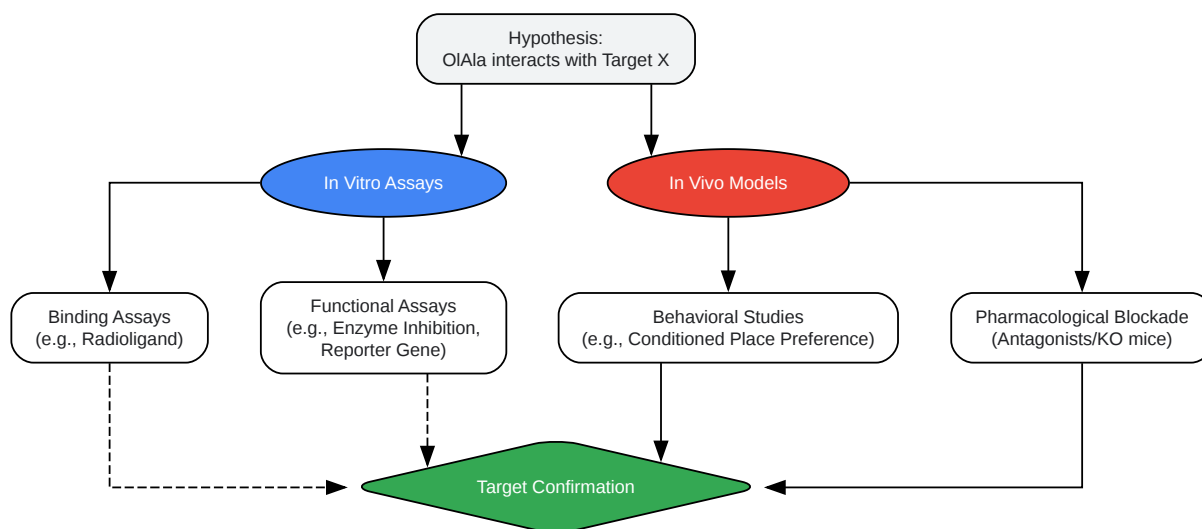 Hypothesis:
OlAla interacts with Target X
In Vitro Assays
In Vivo Models
Binding Assays
(e.g., Radioligand)
Functional Assays
(e.g., Enzyme Inhibition,
Reporter Gene)
Behavioral Studies
(e.g., Conditioned Place Preference)
Pharmacological Blockade
(Antagonists/KO mice)
Target Confirmation